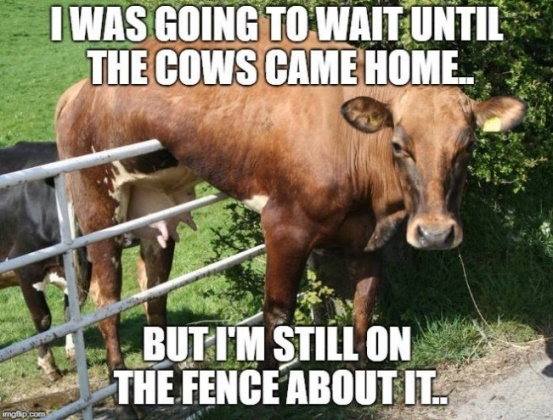 I WAS GOING TO WAIT UNTIL
THE COWS CAME HOME..
BUT I'M STILL ON
THE FENCE ABOUT IT..
imgflip.com